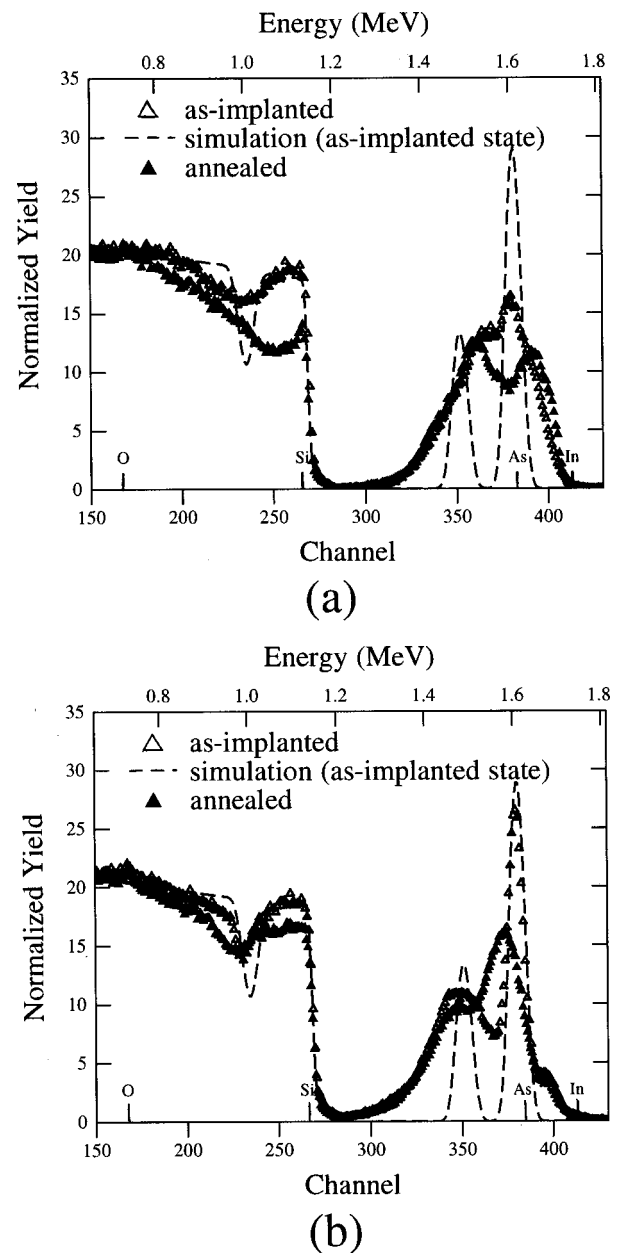 Energy (MeV)
0.8 1.0 1.2 1.4 1.6 1.8
35
30
25
20
15
10
5
0
Normalized Yield
as-implanted
simulation (as-implanted state)
annealed
O Si As In
150 200 250 300 350 400
Channel
(a)
Energy (MeV)
0.8 1.0 1.2 1.4 1.6 1.8
35
30
25
20
15
10
5
0
Normalized Yield
as-implanted
simulation (as-implanted state)
annealed
O Si As In
150 200 250 300 350 400
Channel
(b)